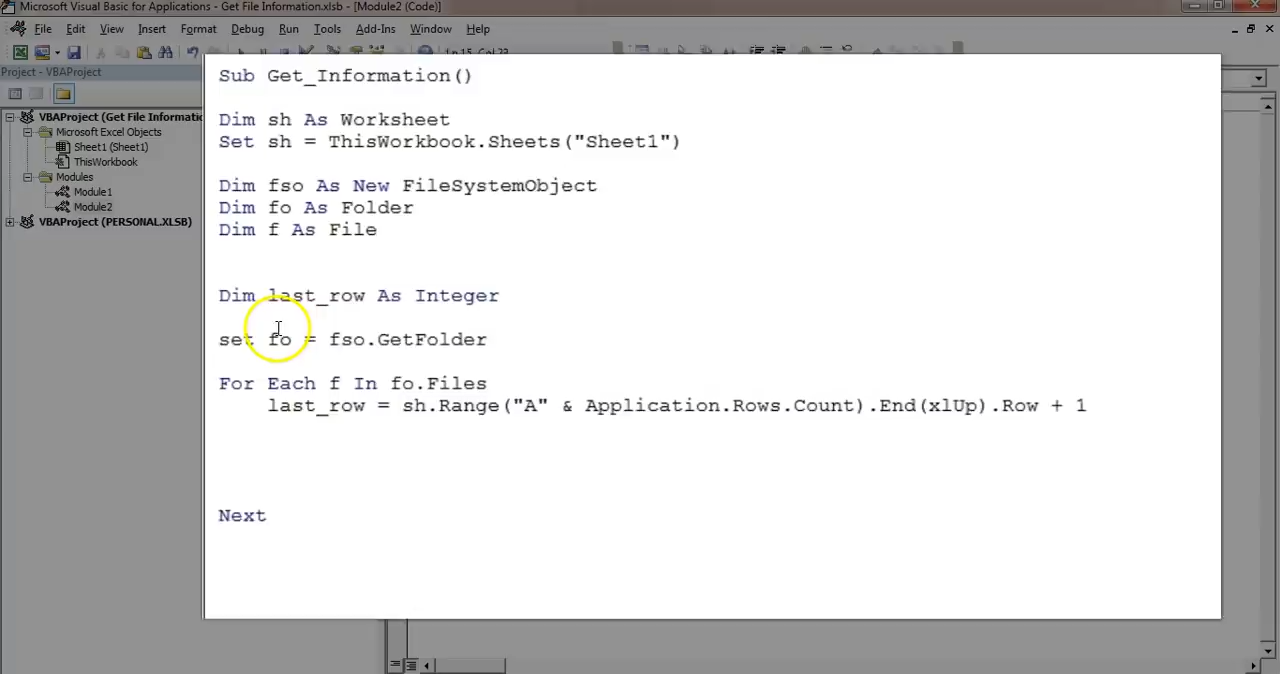 Microsoft Visual Basic for Applications - Get File Information.xlsb - [Module2 (Code)]
File Edit View Insert Format Debug Run Tools Add-Ins Window Help
Ln 15, Col 23
Project - VBAProject
VBAProject (Get File Informatio
Microsoft Excel Objects
Sheet1 (Sheet1)
ThisWorkbook
Modules
Module1
Module2
VBAProject (PERSONAL.XLSB)
Sub Get_Information()
Dim sh As Worksheet
Set sh = ThisWorkbook.Sheets("Sheet1")
Dim fso As New FileSystemObject
Dim fo As Folder
Dim f As File
Dim last_row As Integer
set fo = fso.GetFolder
For Each f In fo.Files
last_row = sh.Range("A" & Application.Rows.Count).End(xlUp).Row + 1
Next